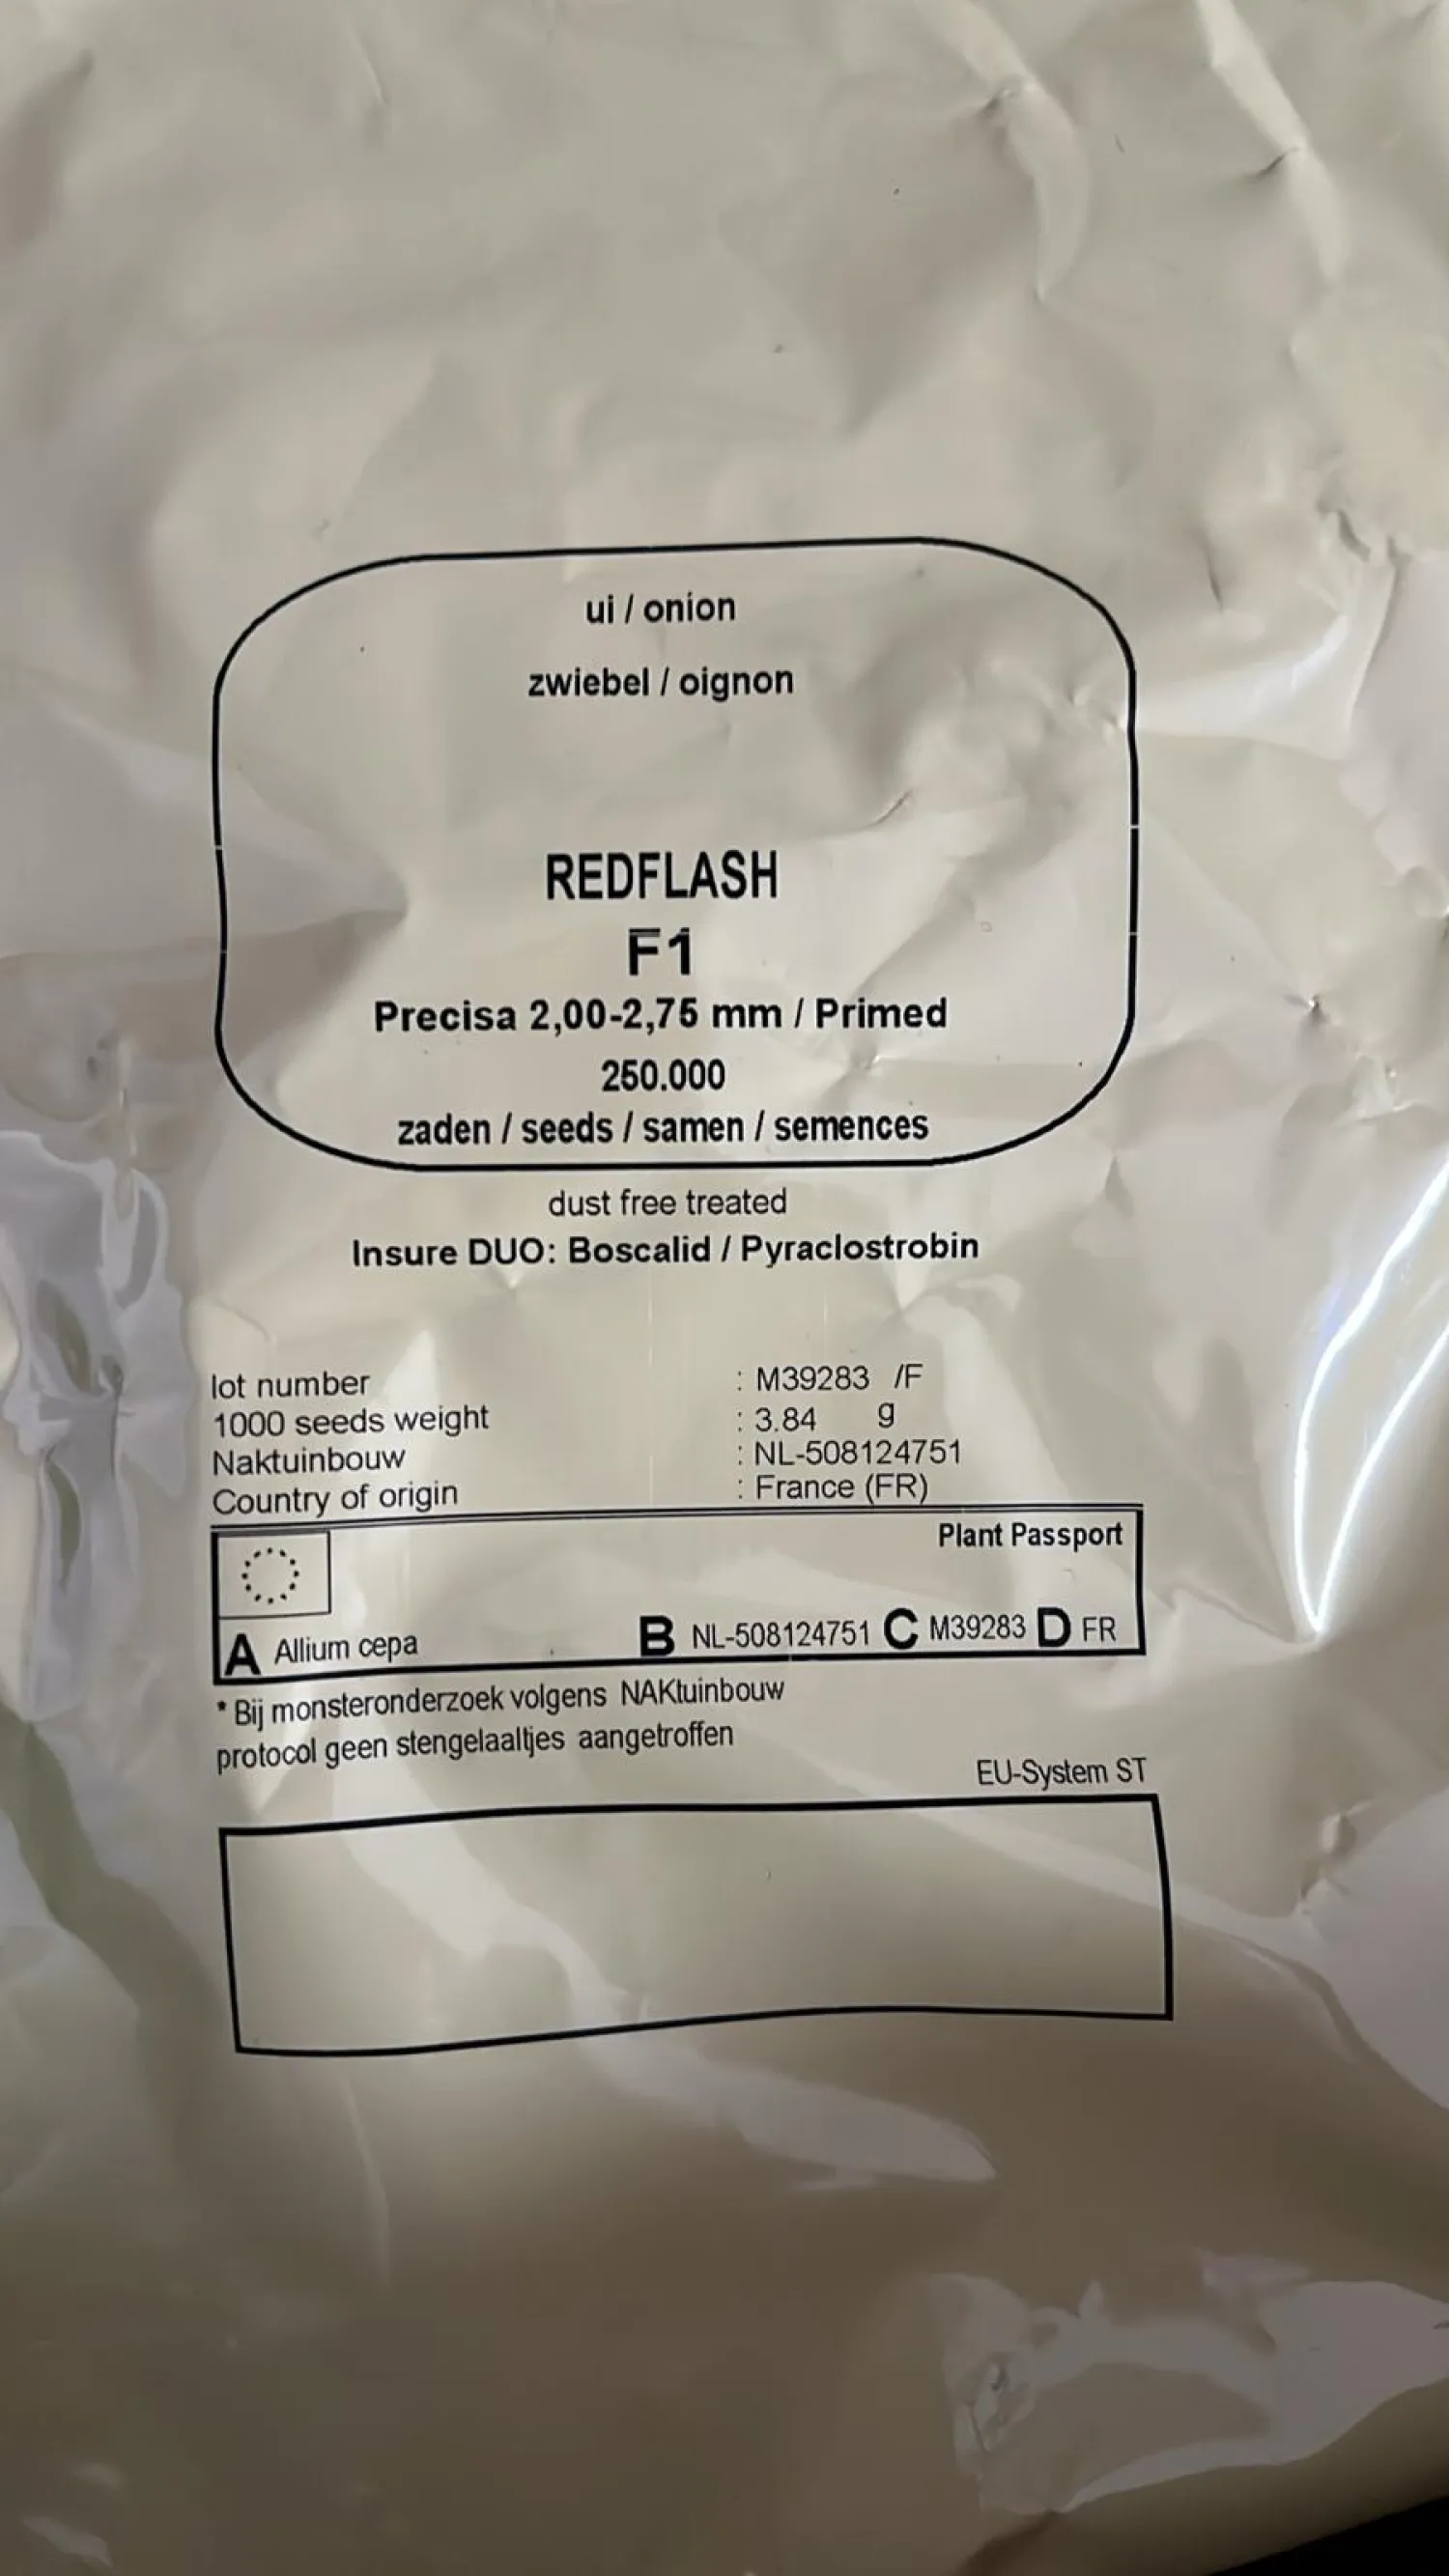 ui / onion
zwiebel / oignon
REDFLASH
F1
Precisa 2,00-2,75 mm / Primed
250.000
zaden / seeds / samen / semences
dust free treated
Insure DUO: Boscalid / Pyraclostrobin
lot number : M39283 /F
1000 seeds weight : 3.84 g
Naktuinbouw : NL-508124751
Country of origin : France (FR)
Plant Passport
A Allium cepa B NL-508124751 C M39283 D FR
* Bij monsteronderzoek volgens NAKtuinbouw
protocol geen stengelaaltjes aangetroffen
EU-System ST